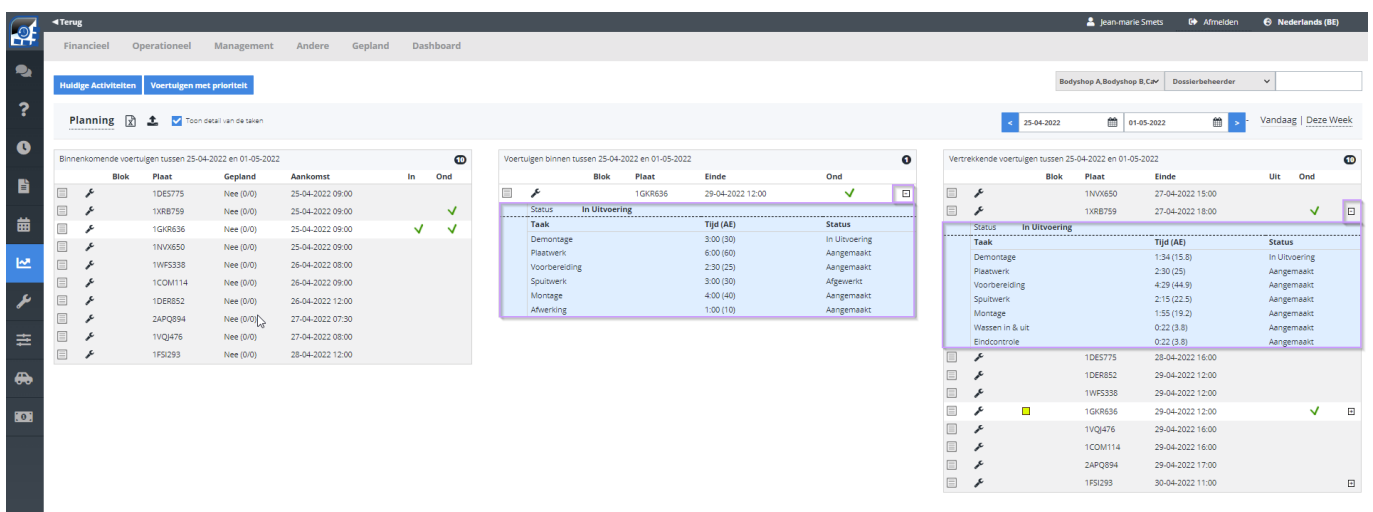 ◄Terug Jean-marie Smets Afmelden Nederlands (BE)
Financieel Operationeel Management Andere Gepland Dashboard
Huidige Activiteiten Voertuigen met prioriteit Bodyshop A,Bodyshop B,Ca Dossierbeheerder
Planning Toon detail van de taken < 25-04-2022 01-05-2022 > - Vandaag | Deze Week
Binnenkomende voertuigen tussen 25-04-2022 en 01-05-2022 10
Blok Plaat Gepland Aankomst In Ond
1DES775 Nee (0/0) 25-04-2022 09:00
1XRB759 Nee (0/0) 25-04-2022 09:00
1GKR636 Nee (0/0) 25-04-2022 09:00
1NVX650 Nee (0/0) 25-04-2022 09:00
1WFS338 Nee (0/0) 26-04-2022 08:00
1COM114 Nee (0/0) 26-04-2022 09:00
1DER852 Nee (0/0) 26-04-2022 12:00
2APQ894 Nee (0/0) 27-04-2022 07:30
1VQJ476 Nee (0/0) 27-04-2022 08:00
1FSI293 Nee (0/0) 28-04-2022 12:00
Voertuigen binnen tussen 25-04-2022 en 01-05-2022 1
Blok Plaat Einde Ond
1GKR636 29-04-2022 12:00
Status In Uitvoering
Taak Tijd (AE) Status
Demontage 3:00 (30) In Uitvoering
Plaatwerk 6:00 (60) Aangemaakt
Voorbereiding 2:30 (25) Aangemaakt
Spuitwerk 3:00 (30) Afgewerkt
Montage 4:00 (40) Aangemaakt
Afwerking 1:00 (10) Aangemaakt
Vertrekkende voertuigen tussen 25-04-2022 en 01-05-2022 10
Blok Plaat Einde Uit Ond
1NVX650 27-04-2022 15:00
1XRB759 27-04-2022 18:00
Status In Uitvoering
Taak Tijd (AE) Status
Demontage 1:34 (15.8) In Uitvoering
Plaatwerk 2:30 (25) Aangemaakt
Voorbereiding 4:29 (44.9) Aangemaakt
Spuitwerk 2:15 (22.5) Aangemaakt
Montage 1:55 (19.2) Aangemaakt
Wassen in & uit 0:22 (3.8) Aangemaakt
Eindcontrole 0:22 (3.8) Aangemaakt
1DES775 28-04-2022 16:00
1DER852 29-04-2022 12:00
1WFS338 29-04-2022 12:00
1GKR636 29-04-2022 12:00
1VQJ476 29-04-2022 16:00
1COM114 29-04-2022 16:00
2APQ894 29-04-2022 17:00
1FSI293 30-04-2022 11:00